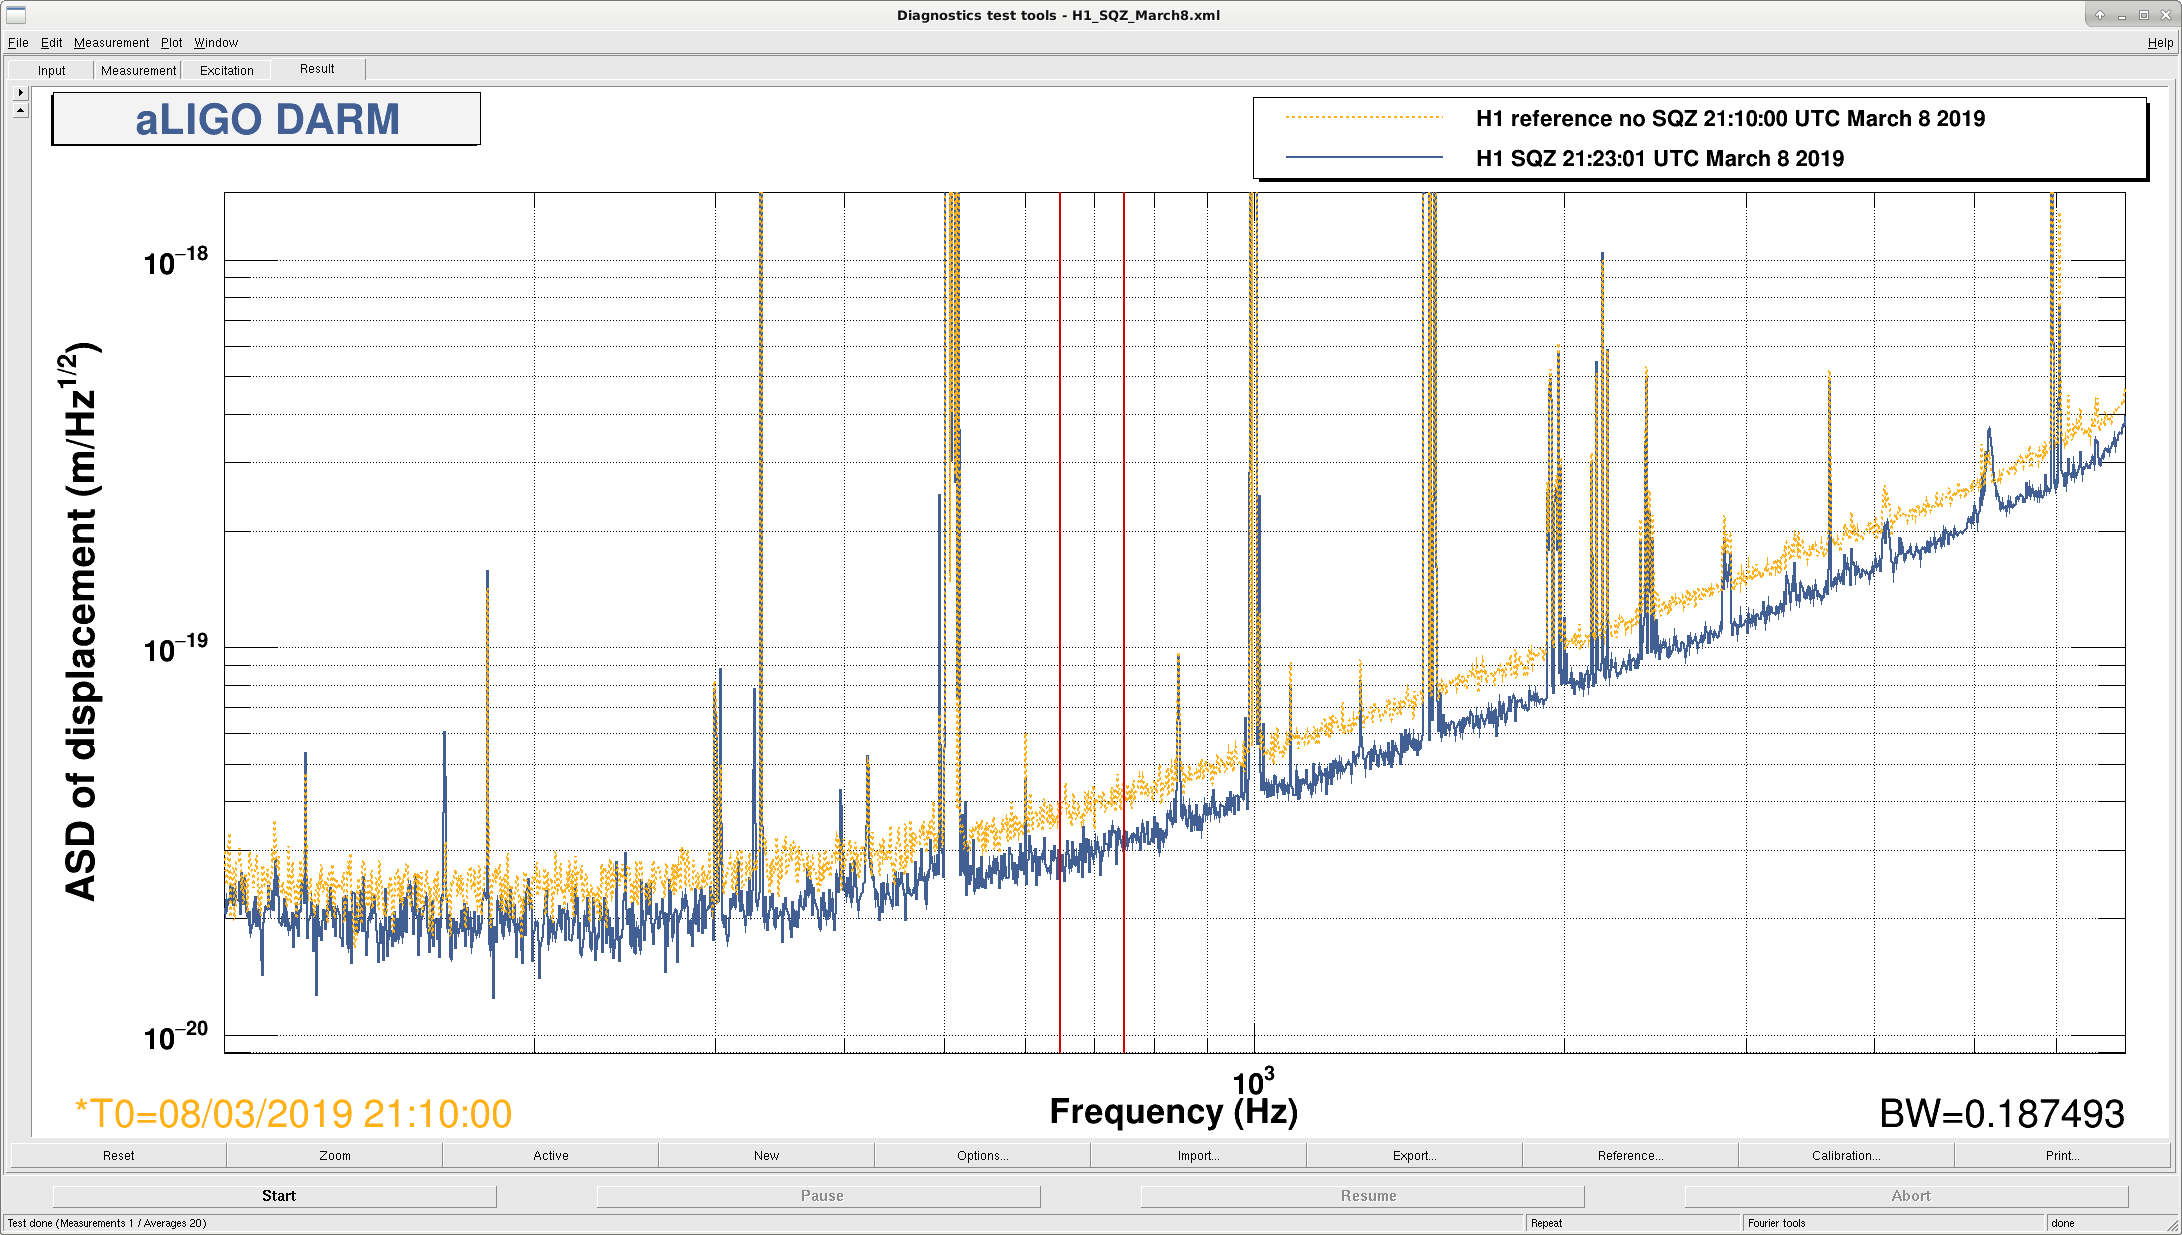 Diagnostics test tools - H1_SQZ_March8.xml
File Edit Measurement Plot Window Help
Input Measurement Excitation Result
aLIGO DARM
H1 reference no SQZ 21:10:00 UTC March 8 2019
H1 SQZ 21:23:01 UTC March 8 2019
ASD of displacement (m/Hz^1/2)
10^−18
10^−19
10^−20
10^3
Frequency (Hz)
*T0=08/03/2019 21:10:00
BW=0.187493
Reset Zoom Active New Options... Import... Export... Reference... Calibration... Print...
Start Pause Resume Abort
Test done (Measurements 1 / Averages 20) Repeat Fourier tools done